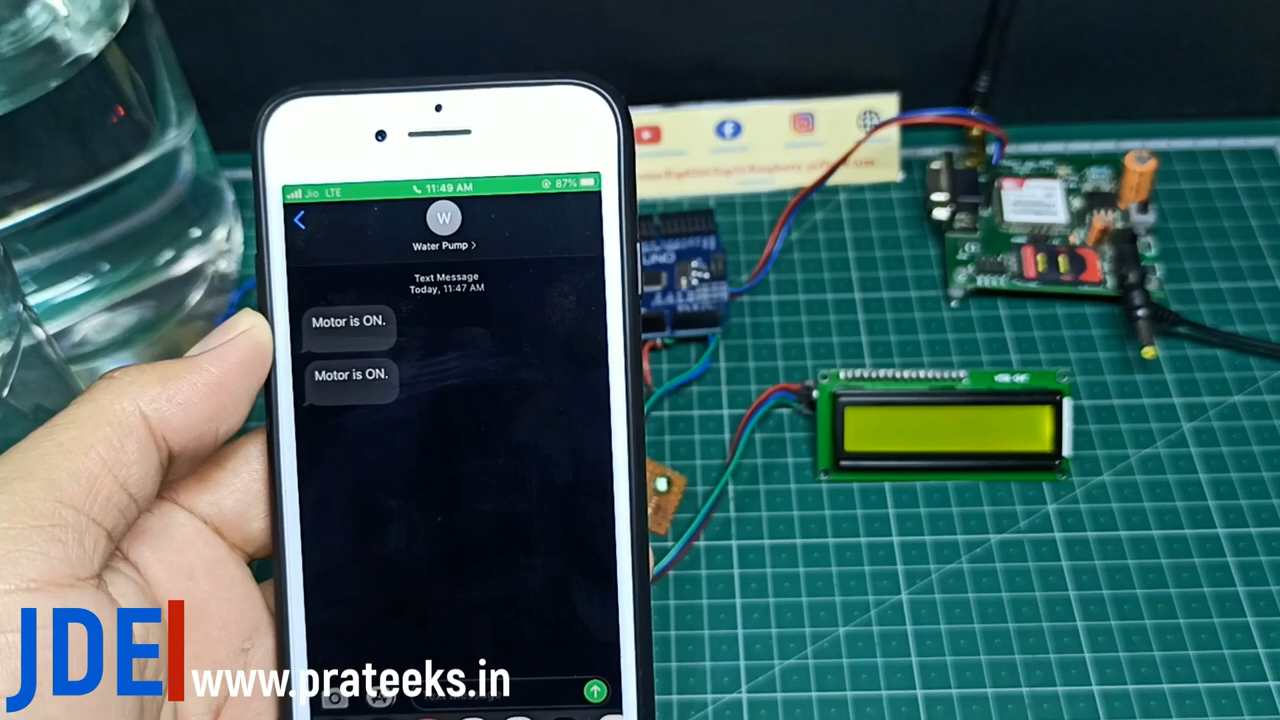 Jio LTE 11:49 AM 87%
W
Water Pump >
Text Message
Today, 11:47 AM
Motor is ON.
Motor is ON.
UNO
JDE
www.prateeks.in